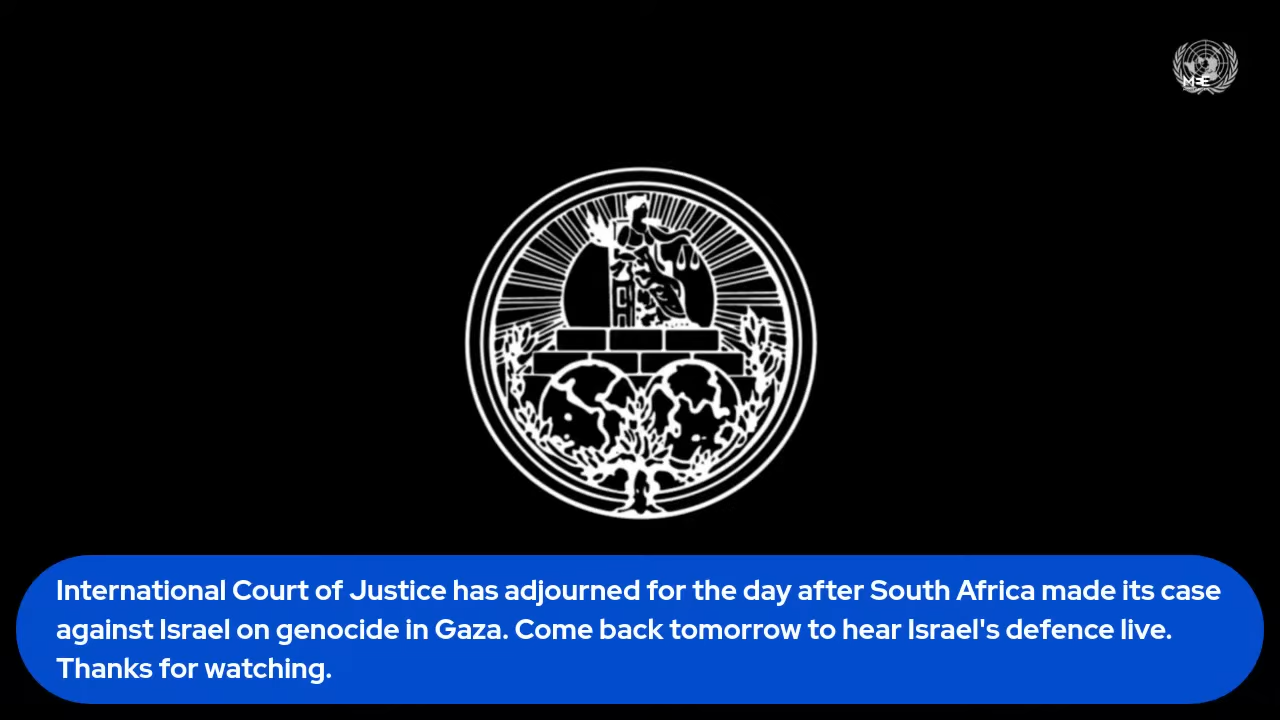 MEE
International Court of Justice has adjourned for the day after South Africa made its case
against Israel on genocide in Gaza. Come back tomorrow to hear Israel's defence live.
Thanks for watching.